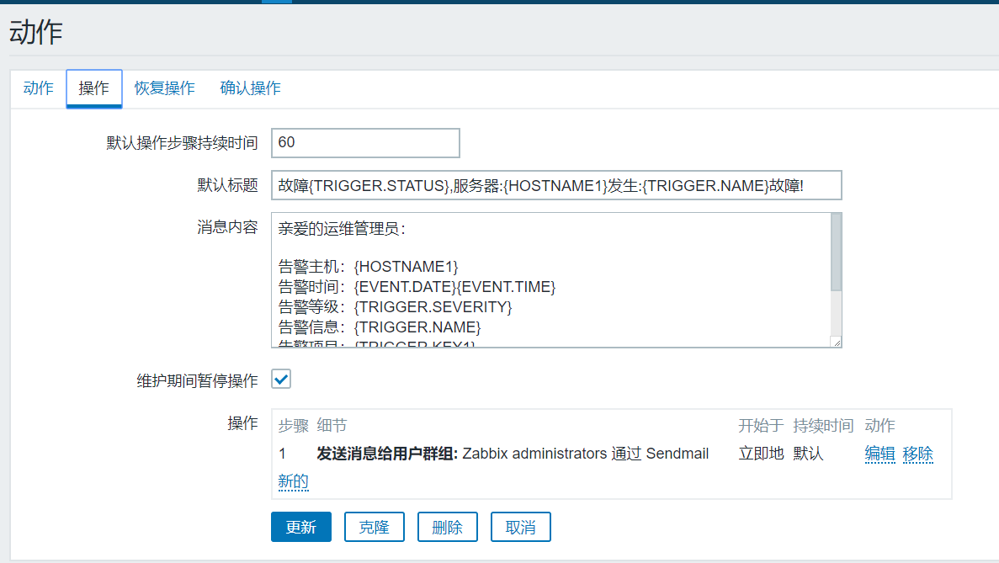 动作
动作 操作 恢复操作 确认操作
默认操作步骤持续时间 60
默认标题 故障{TRIGGER.STATUS},服务器:{HOSTNAME1}发生:{TRIGGER.NAME}故障!
消息内容 亲爱的运维管理员：
告警主机：{HOSTNAME1}
告警时间：{EVENT.DATE}{EVENT.TIME}
告警等级：{TRIGGER.SEVERITY}
告警信息：{TRIGGER.NAME}
告警项目：{TRIGGER.KEY1}
维护期间暂停操作
操作 步骤 细节 开始于 持续时间 动作
1 发送消息给用户群组: Zabbix administrators 通过 Sendmail 立即地 默认 编辑 移除
新的
更新 克隆 删除 取消